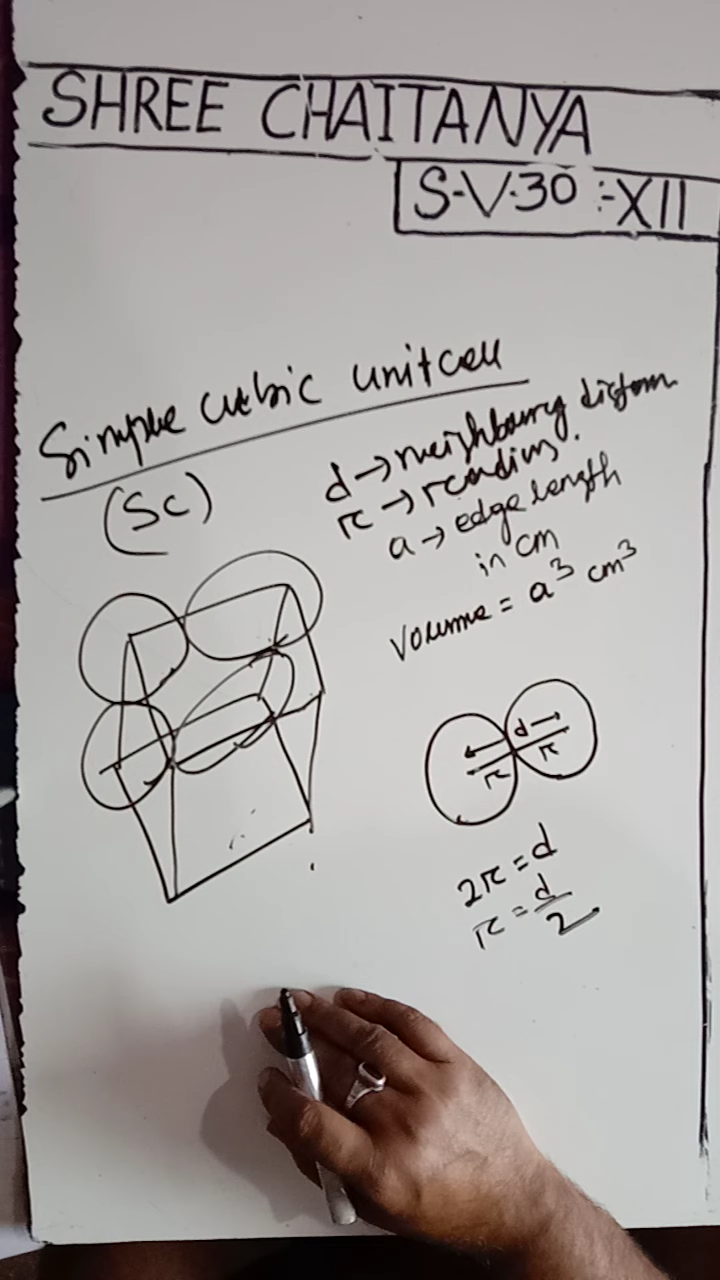 SHREE CHAITANYA
S-V-30 :-XII
Simple cubic unitcell
(SC)
d → neighbouring
r → radius.
a → edge length
in cm
Volume = a³ cm³
d
r r
2r = d
r = d/2